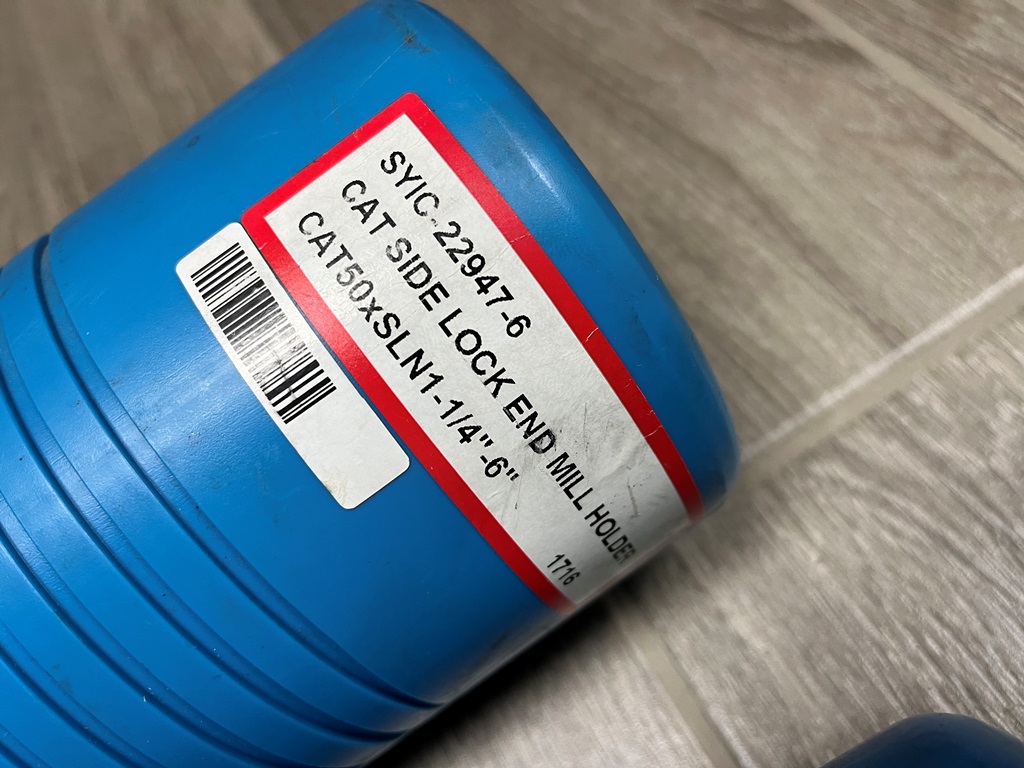 SYIC-22947-6
CAT SIDE LOCK END MILL HOLDER
CAT50xSLN1-1/4"-6"
1716